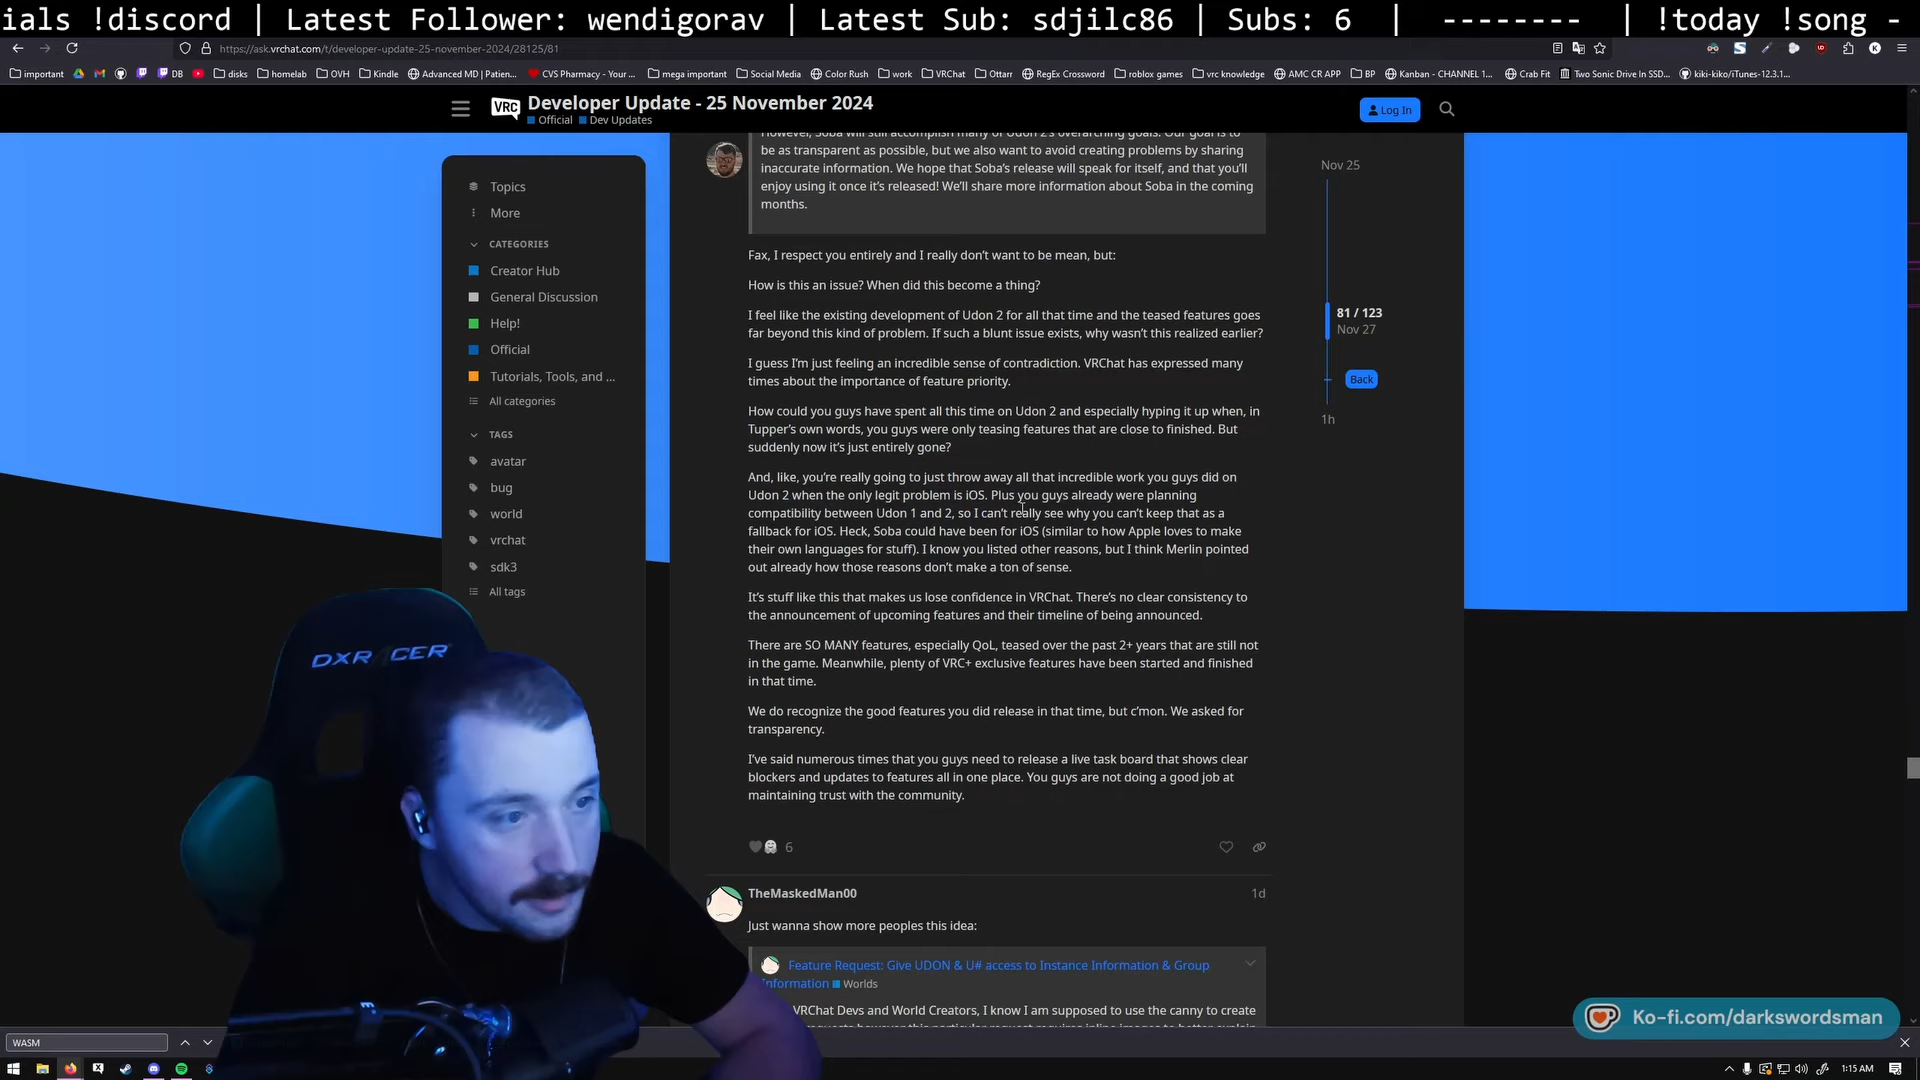 ials !discord | Latest Follower: wendigorav | Latest Sub: sdjilc86 | Subs: 6 | -------- | !today !song -
https://ask.vrchat.com/t/developer-update-25-november-2024/28125/81
important
DB
disks
homelab
OVH
Kindle
Advanced MD | Patien...
CVS Pharmacy - Your ...
mega important
Social Media
Color Rush
work
VRChat
Ottarr
RegEx Crossword
roblox games
vrc knowledge
AMC CR APP
BP
Kanban - CHANNEL 1...
Crab Fit
Two Sonic Drive In SSD...
kiki-kiko/iTunes-12.3.1...
VRC
Developer Update - 25 November 2024
Official Dev Updates
Log In
Topics
More
CATEGORIES
Creator Hub
General Discussion
Help!
Official
Tutorials, Tools, and ...
All categories
TAGS
avatar
bug
world
vrchat
sdk3
All tags
However, Soba will still accomplish many of Udon 2's overarching goals. Our goal is to
be as transparent as possible, but we also want to avoid creating problems by sharing
inaccurate information. We hope that Soba's release will speak for itself, and that you'll
enjoy using it once it's released! We'll share more information about Soba in the coming
months.
Fax, I respect you entirely and I really don't want to be mean, but:
How is this an issue? When did this become a thing?
I feel like the existing development of Udon 2 for all that time and the teased features goes
far beyond this kind of problem. If such a blunt issue exists, why wasn't this realized earlier?
I guess I'm just feeling an incredible sense of contradiction. VRChat has expressed many
times about the importance of feature priority.
How could you guys have spent all this time on Udon 2 and especially hyping it up when, in
Tupper's own words, you guys were only teasing features that are close to finished. But
suddenly now it's just entirely gone?
And, like, you're really going to just throw away all that incredible work you guys did on
Udon 2 when the only legit problem is iOS. Plus you guys already were planning
compatibility between Udon 1 and 2, so I can't really see why you can't keep that as a
fallback for iOS. Heck, Soba could have been for iOS (similar to how Apple loves to make
their own languages for stuff). I know you listed other reasons, but I think Merlin pointed
out already how those reasons don't make a ton of sense.
It's stuff like this that makes us lose confidence in VRChat. There's no clear consistency to
the announcement of upcoming features and their timeline of being announced.
There are SO MANY features, especially QoL, teased over the past 2+ years that are still not
in the game. Meanwhile, plenty of VRC+ exclusive features have been started and finished
in that time.
We do recognize the good features you did release in that time, but c'mon. We asked for
transparency.
I've said numerous times that you guys need to release a live task board that shows clear
blockers and updates to features all in one place. You guys are not doing a good job at
maintaining trust with the community.
6
TheMaskedMan00
1d
Just wanna show more peoples this idea:
Feature Request: Give UDON & U# access to Instance Information & Group
Information Worlds
VRChat Devs and World Creators, I know I am supposed to use the canny to create
Nov 25
81 / 123
Nov 27
Back
1h
DXRACER
Ko-fi.com/darkswordsman
WASM
1:15 AM